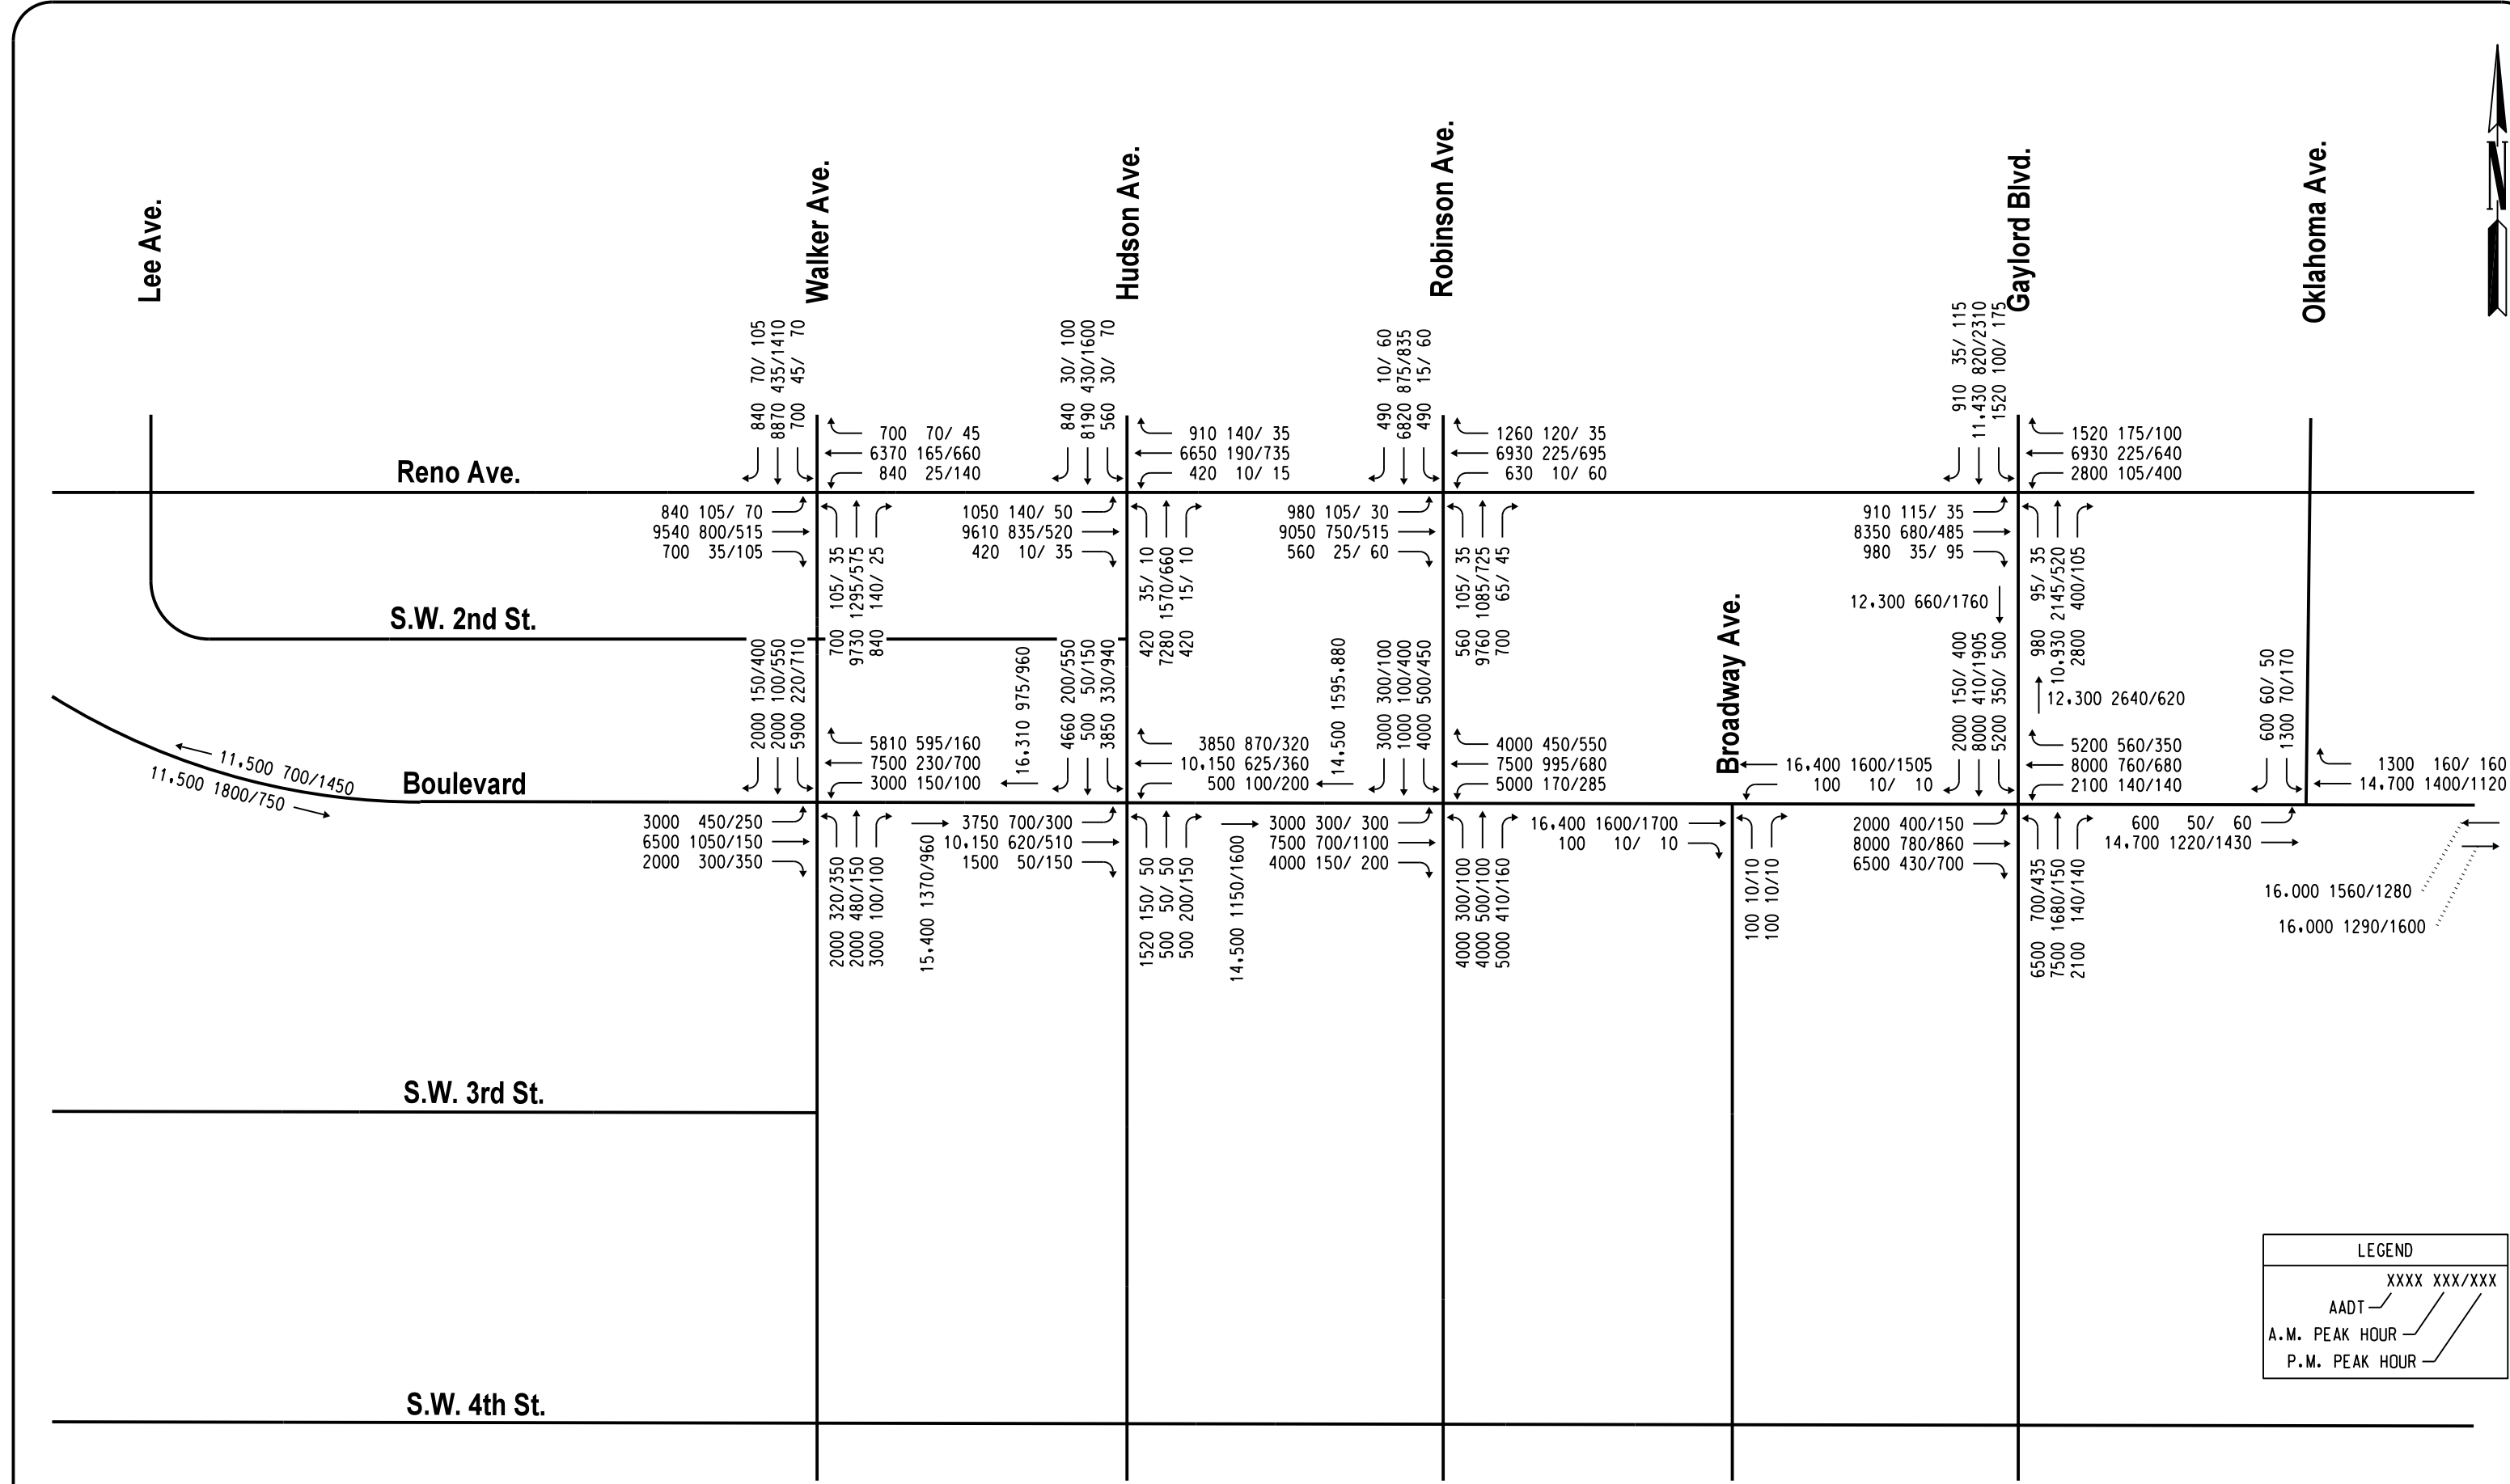 Lee Ave.
Walker Ave.
Hudson Ave.
Robinson Ave.
Gaylord Blvd.
Oklahoma Ave.
N
840 70/ 105
8870 435/1410
700 45/ 70
840 30/ 100
8190 430/1600
560 30/ 70
490 10/ 60
6820 875/835
490 15/ 60
910 35/ 115
11,430 820/2310
1520 100/ 175
700 70/ 45
6370 165/660
840 25/140
910 140/ 35
6650 190/735
420 10/ 15
1260 120/ 35
6930 225/695
630 10/ 60
1520 175/100
6930 225/640
2800 105/400
Reno Ave.
840 105/ 70
9540 800/515
700 35/105
1050 140/ 50
9610 835/520
420 10/ 35
980 105/ 30
9050 750/515
560 25/ 60
910 115/ 35
8350 680/485
980 35/ 95
700 105/ 35
9730 1295/575
840 140/ 25
420 35/ 10
7280 1570/660
420 15/ 10
560 105/ 35
9760 1085/725
700 65/ 45
980 95/ 35
10,930 2145/520
2800 400/105
12,300 660/1760
12,300 2640/620
S.W. 2nd St.
Broadway Ave.
2000 150/400
2000 100/550
5900 220/710
16,310 975/960
4660 200/550
500 50/150
3850 330/940
14,500 1595,880
3000 300/100
1000 100/400
4000 500/450
2000 150/ 400
8000 410/1905
5200 350/ 500
600 60/ 50
1300 70/170
11,500 700/1450
11,500 1800/750
Boulevard
5810 595/160
7500 230/700
3000 150/100
3850 870/320
10,150 625/360
500 100/200
4000 450/550
7500 995/680
5000 170/285
16,400 1600/1505
100 10/ 10
5200 560/350
8000 760/680
2100 140/140
1300 160/ 160
14,700 1400/1120
3000 450/250
6500 1050/150
2000 300/350
3750 700/300
10,150 620/510
1500 50/150
3000 300/ 300
7500 700/1100
4000 150/ 200
16,400 1600/1700
100 10/ 10
2000 400/150
8000 780/860
6500 430/700
600 50/ 60
14,700 1220/1430
2000 320/350
2000 480/150
3000 100/100
15,400 1370/960
1520 150/ 50
500 50/ 50
500 200/150
14,500 1150/1600
4000 300/100
4000 500/100
5000 410/160
100 10/10
100 10/10
6500 700/435
7500 1680/150
2100 140/140
16,000 1560/1280
16,000 1290/1600
S.W. 3rd St.
S.W. 4th St.
LEGEND
XXXX XXX/XXX
AADT
A.M. PEAK HOUR
P.M. PEAK HOUR